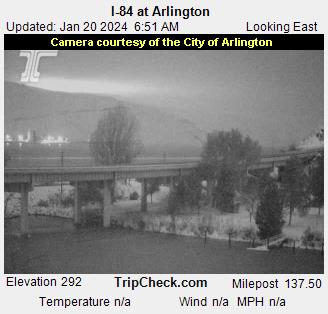 I-84 at Arlington
Updated: Jan 20 2024 6:51 AM Looking East
Camera courtesy of the City of Arlington
Elevation 292 TripCheck.com Milepost 137.50
Temperature n/a Wind n/a MPH n/a